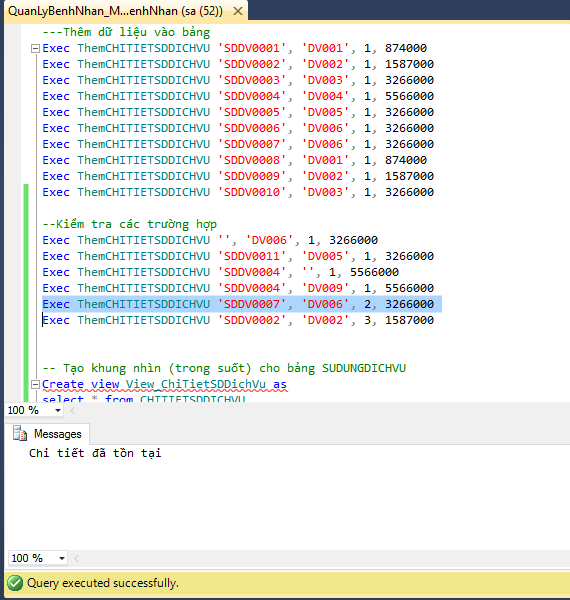 QuanLyBenhNhan_M...enhNhan (sa (52))
---Thêm dữ liệu vào bảng
Exec ThemCHITIETSDDICHVU 'SDDV0001', 'DV001', 1, 874000
Exec ThemCHITIETSDDICHVU 'SDDV0002', 'DV002', 1, 1587000
Exec ThemCHITIETSDDICHVU 'SDDV0003', 'DV003', 1, 3266000
Exec ThemCHITIETSDDICHVU 'SDDV0004', 'DV004', 1, 5566000
Exec ThemCHITIETSDDICHVU 'SDDV0005', 'DV005', 1, 3266000
Exec ThemCHITIETSDDICHVU 'SDDV0006', 'DV006', 1, 3266000
Exec ThemCHITIETSDDICHVU 'SDDV0007', 'DV006', 1, 3266000
Exec ThemCHITIETSDDICHVU 'SDDV0008', 'DV001', 1, 874000
Exec ThemCHITIETSDDICHVU 'SDDV0009', 'DV002', 1, 1587000
Exec ThemCHITIETSDDICHVU 'SDDV0010', 'DV003', 1, 3266000
--Kiểm tra các trường hợp
Exec ThemCHITIETSDDICHVU '', 'DV006', 1, 3266000
Exec ThemCHITIETSDDICHVU 'SDDV0011', 'DV005', 1, 3266000
Exec ThemCHITIETSDDICHVU 'SDDV0004', '', 1, 5566000
Exec ThemCHITIETSDDICHVU 'SDDV0004', 'DV009', 1, 5566000
Exec ThemCHITIETSDDICHVU 'SDDV0007', 'DV006', 2, 3266000
Exec ThemCHITIETSDDICHVU 'SDDV0002', 'DV002', 3, 1587000
-- Tạo khung nhìn (trong suốt) cho bảng SUDUNGDICHVU
Create view View_ChiTietSDDichVu as
select * from CHITIETSDDICHVU
100 %
Messages
Chi tiết đã tồn tại
100 %
Query executed successfully.